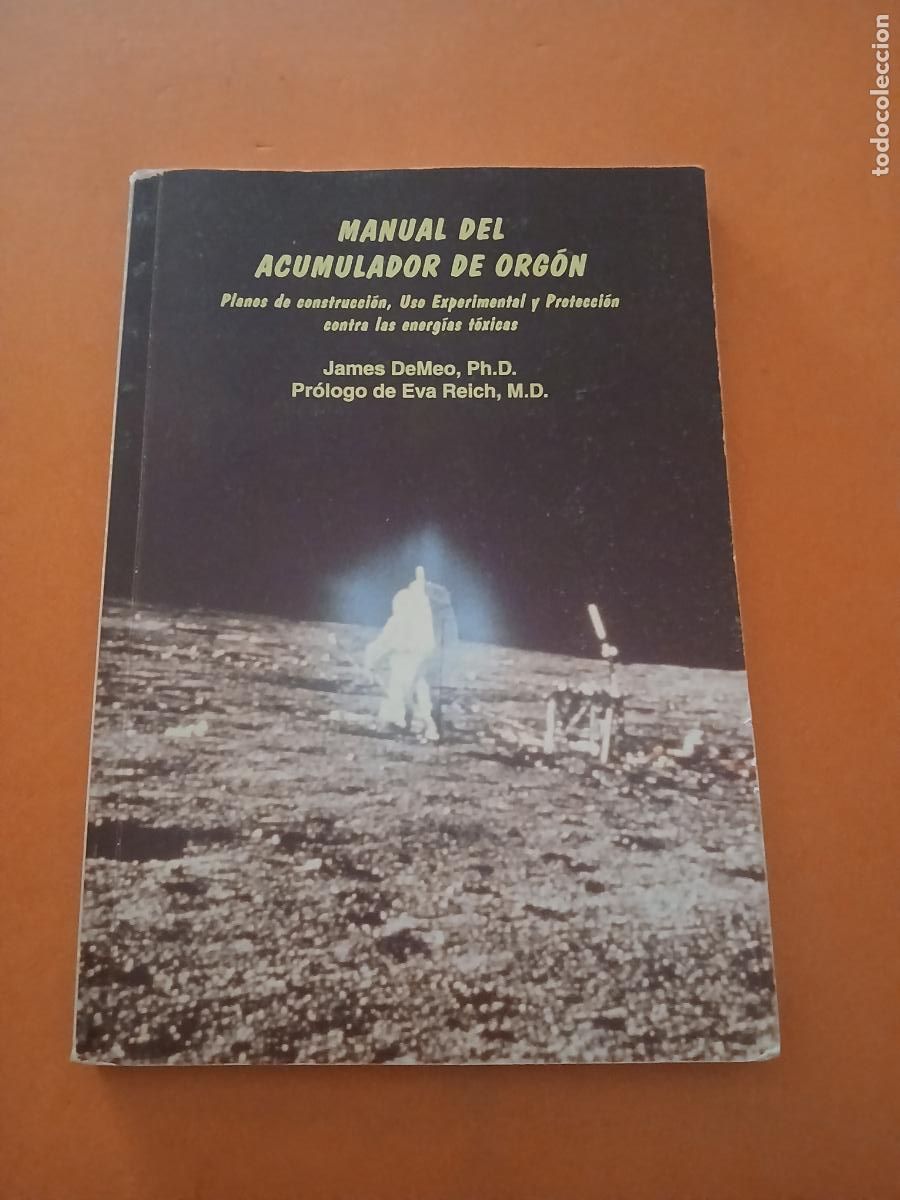 todocoleccion
MANUAL DEL
ACUMULADOR DE ORGÓN
Planos de construcción, Uso Experimental y Protección
contra las energías tóxicas
James DeMeo, Ph.D.
Prólogo de Eva Reich, M.D.